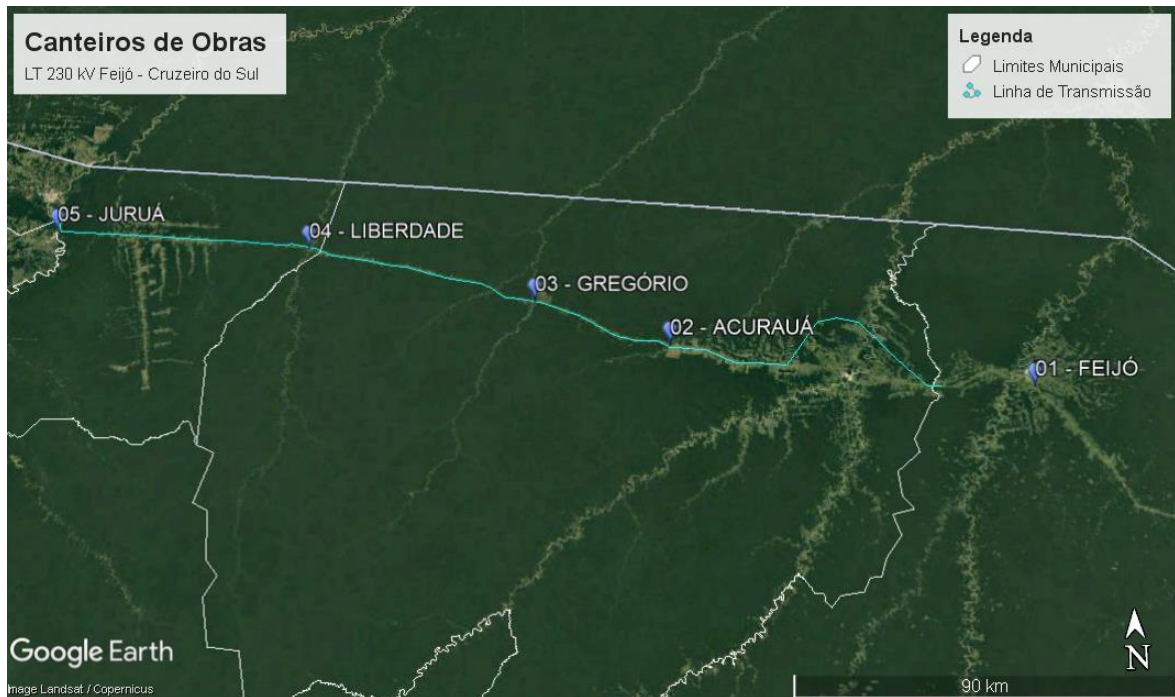 Canteiros de Obras
LT 230 kV Feijó - Cruzeiro do Sul
Legenda
Limites Municipais
Linha de Transmissão
05 - JURUÁ
04 - LIBERDADE
03 - GREGÓRIO
02 - ACURAUÁ
01 - FEIJÓ
Google Earth
Image Landsat / Copernicus
N
90 km